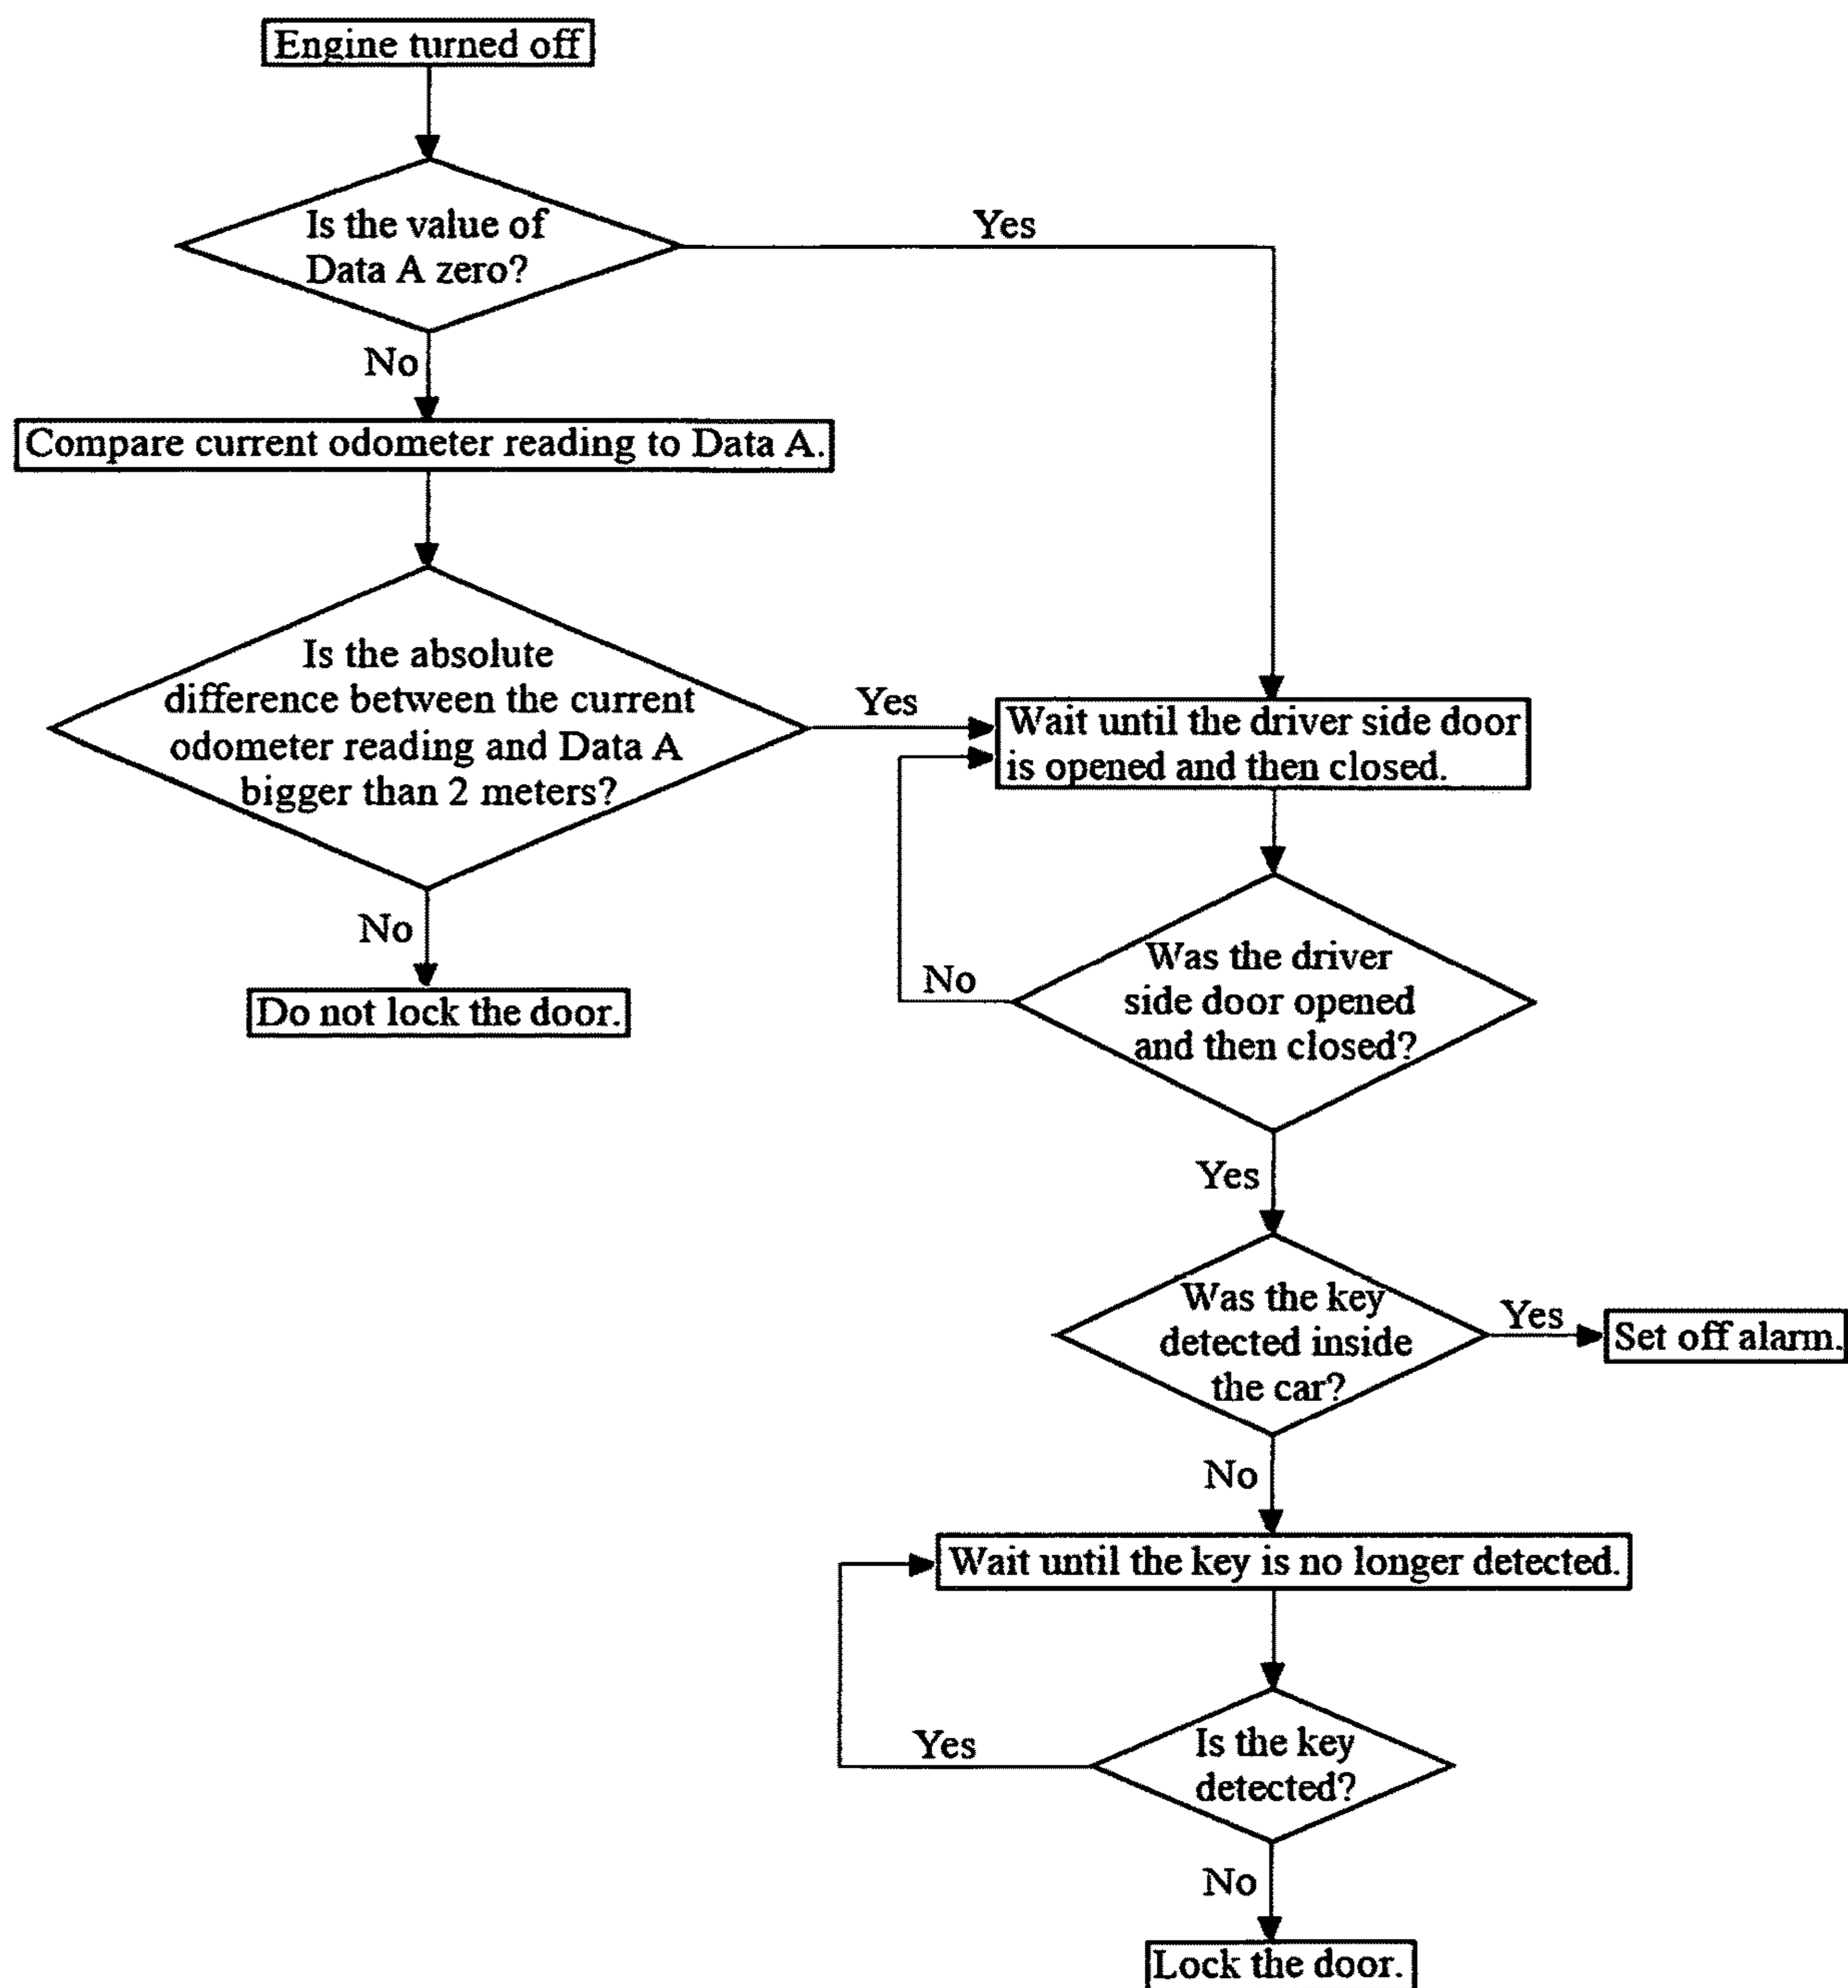 Engine turned off
Is the value of
Data A zero?
Yes
No
Compare current odometer reading to Data A.
Is the absolute
difference between the current
odometer reading and Data A
bigger than 2 meters?
Yes
Wait until the driver side door
is opened and then closed.
No
Do not lock the door.
Was the driver
side door opened
and then closed?
No
Yes
Was the key
detected inside
the car?
Yes
Set off alarm.
No
Wait until the key is no longer detected.
Is the key
detected?
Yes
No
Lock the door.